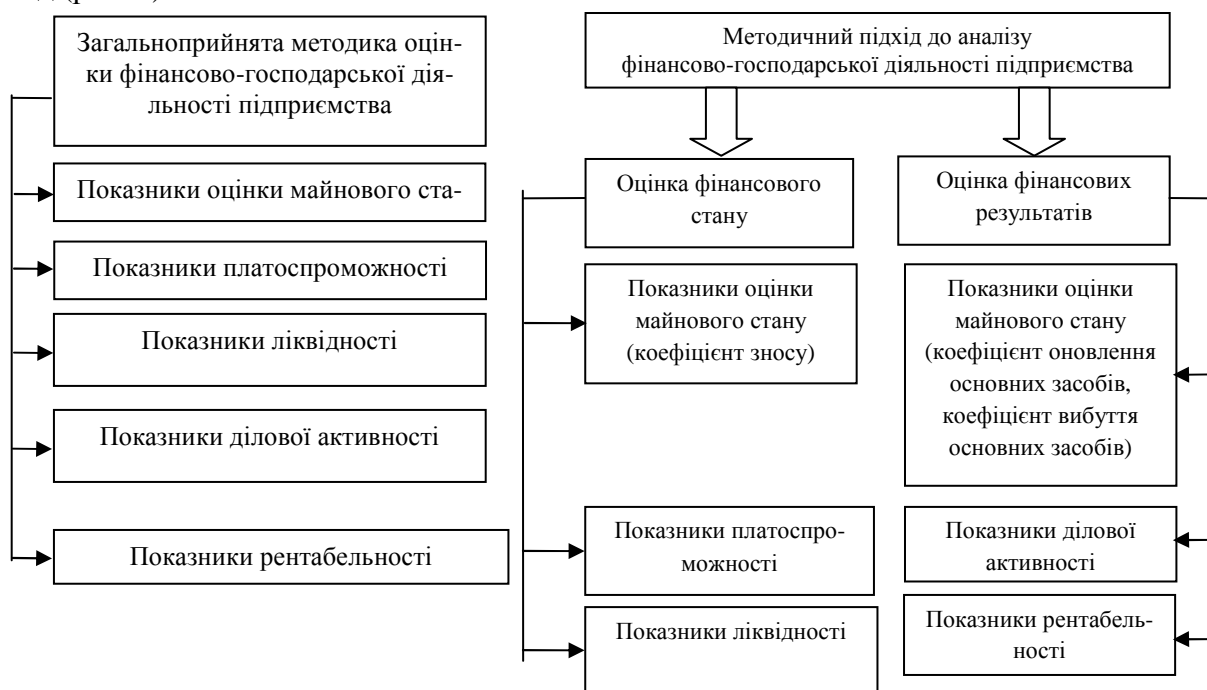 Загальноприйнята методика оцін-
ки фінансово-господарської дія-
льності підприємства
Показники оцінки майнового ста-
Показники платоспроможності
Показники ліквідності
Показники ділової активності
Показники рентабельності
Методичний підхід до аналізу
фінансово-господарської діяльності підприємства
Оцінка фінансового
стану
Показники оцінки
майнового стану
(коефіцієнт зносу)
Показники платоспро-
можності
Показники ліквідності
Оцінка фінансових
результатів
Показники оцінки
майнового стану
(коефіцієнт оновлення
основних засобів,
коефіцієнт вибуття
основних засобів)
Показники ділової
активності
Показники рентабель-
ності